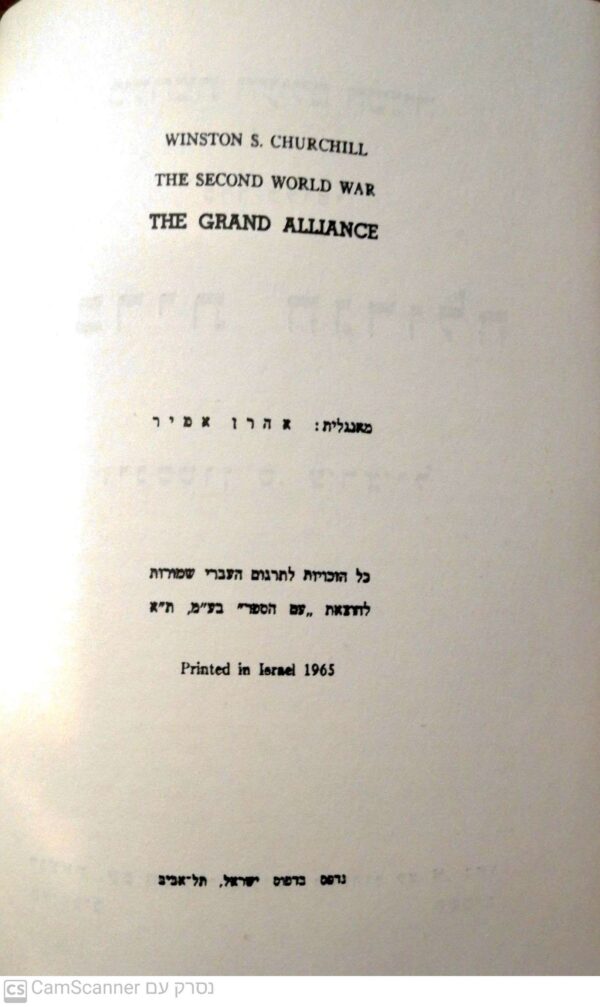 WINSTON S. CHURCHILL
THE SECOND WORLD WAR
THE GRAND ALLIANCE
מאנגלית: אהרן אמיר
כל הזכויות לתרגום העברי שמורות
להוצאת „עם הספר” בע״מ, ת״א
Printed in Israel 1965
נדפס בדפוס ישראל, תל־אביב
CS CamScanner נסרק עם